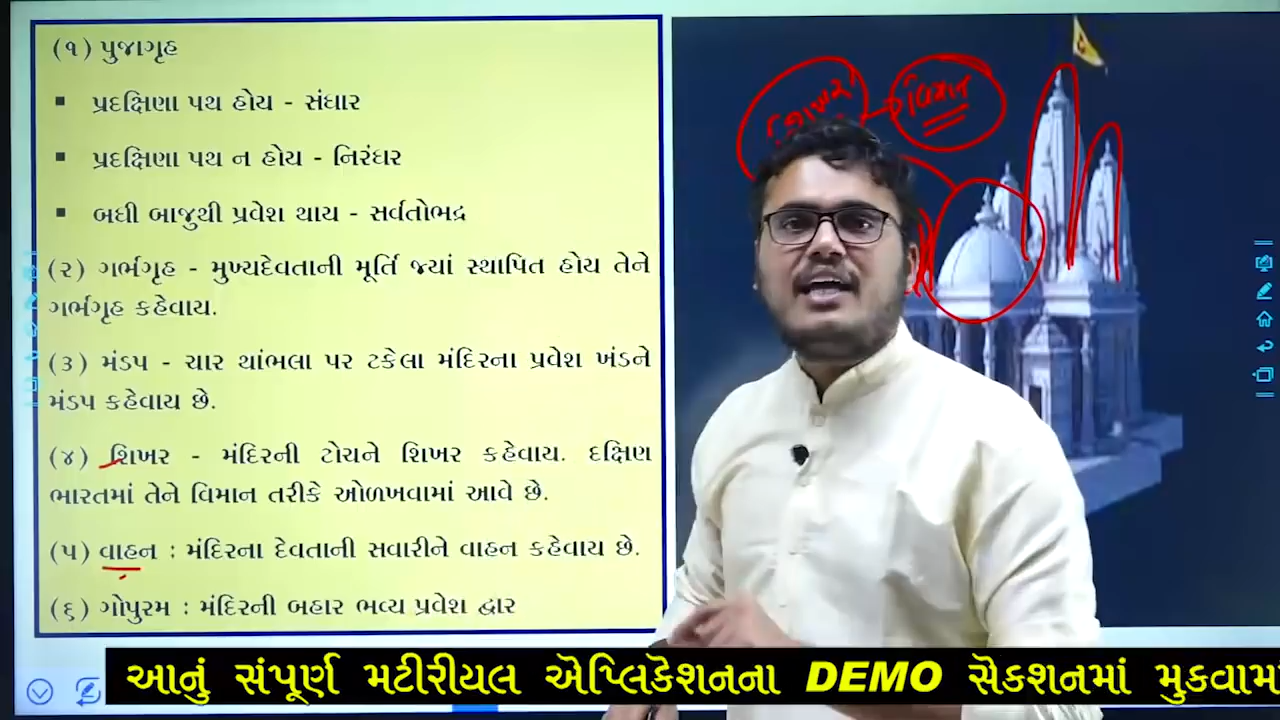 (૧) પુજાગૃહ
▪ પ્રદક્ષિણા પથ હોય - સંધાર
▪ પ્રદક્ષિણા પથ ન હોય - નિરંધર
▪ બધી બાજુથી પ્રવેશ થાય - સર્વતોભદ્ર
(૨) ગર્ભગૃહ - મુખ્યદેવતાની મૂર્તિ જ્યાં સ્થાપિત હોય તેને
ગર્ભગૃહ કહેવાય.
(૩) મંડપ - ચાર થાંભલા પર ટકેલા મંદિરના પ્રવેશ ખંડને
મંડપ કહેવાય છે.
(૪) શિખર - મંદિરની ટોચને શિખર કહેવાય. દક્ષિણ
ભારતમાં તેને વિમાન તરીકે ઓળખવામાં આવે છે.
(૫) વાહન : મંદિરના દેવતાની સવારીને વાહન કહેવાય છે.
(૬) ગોપુરમ : મંદિરની બહાર ભવ્ય પ્રવેશ દ્વાર
વિમાન
આનું સંપૂર્ણ મટીરીયલ એપ્લિકેશનના DEMO સેકશનમાં મુકવામ